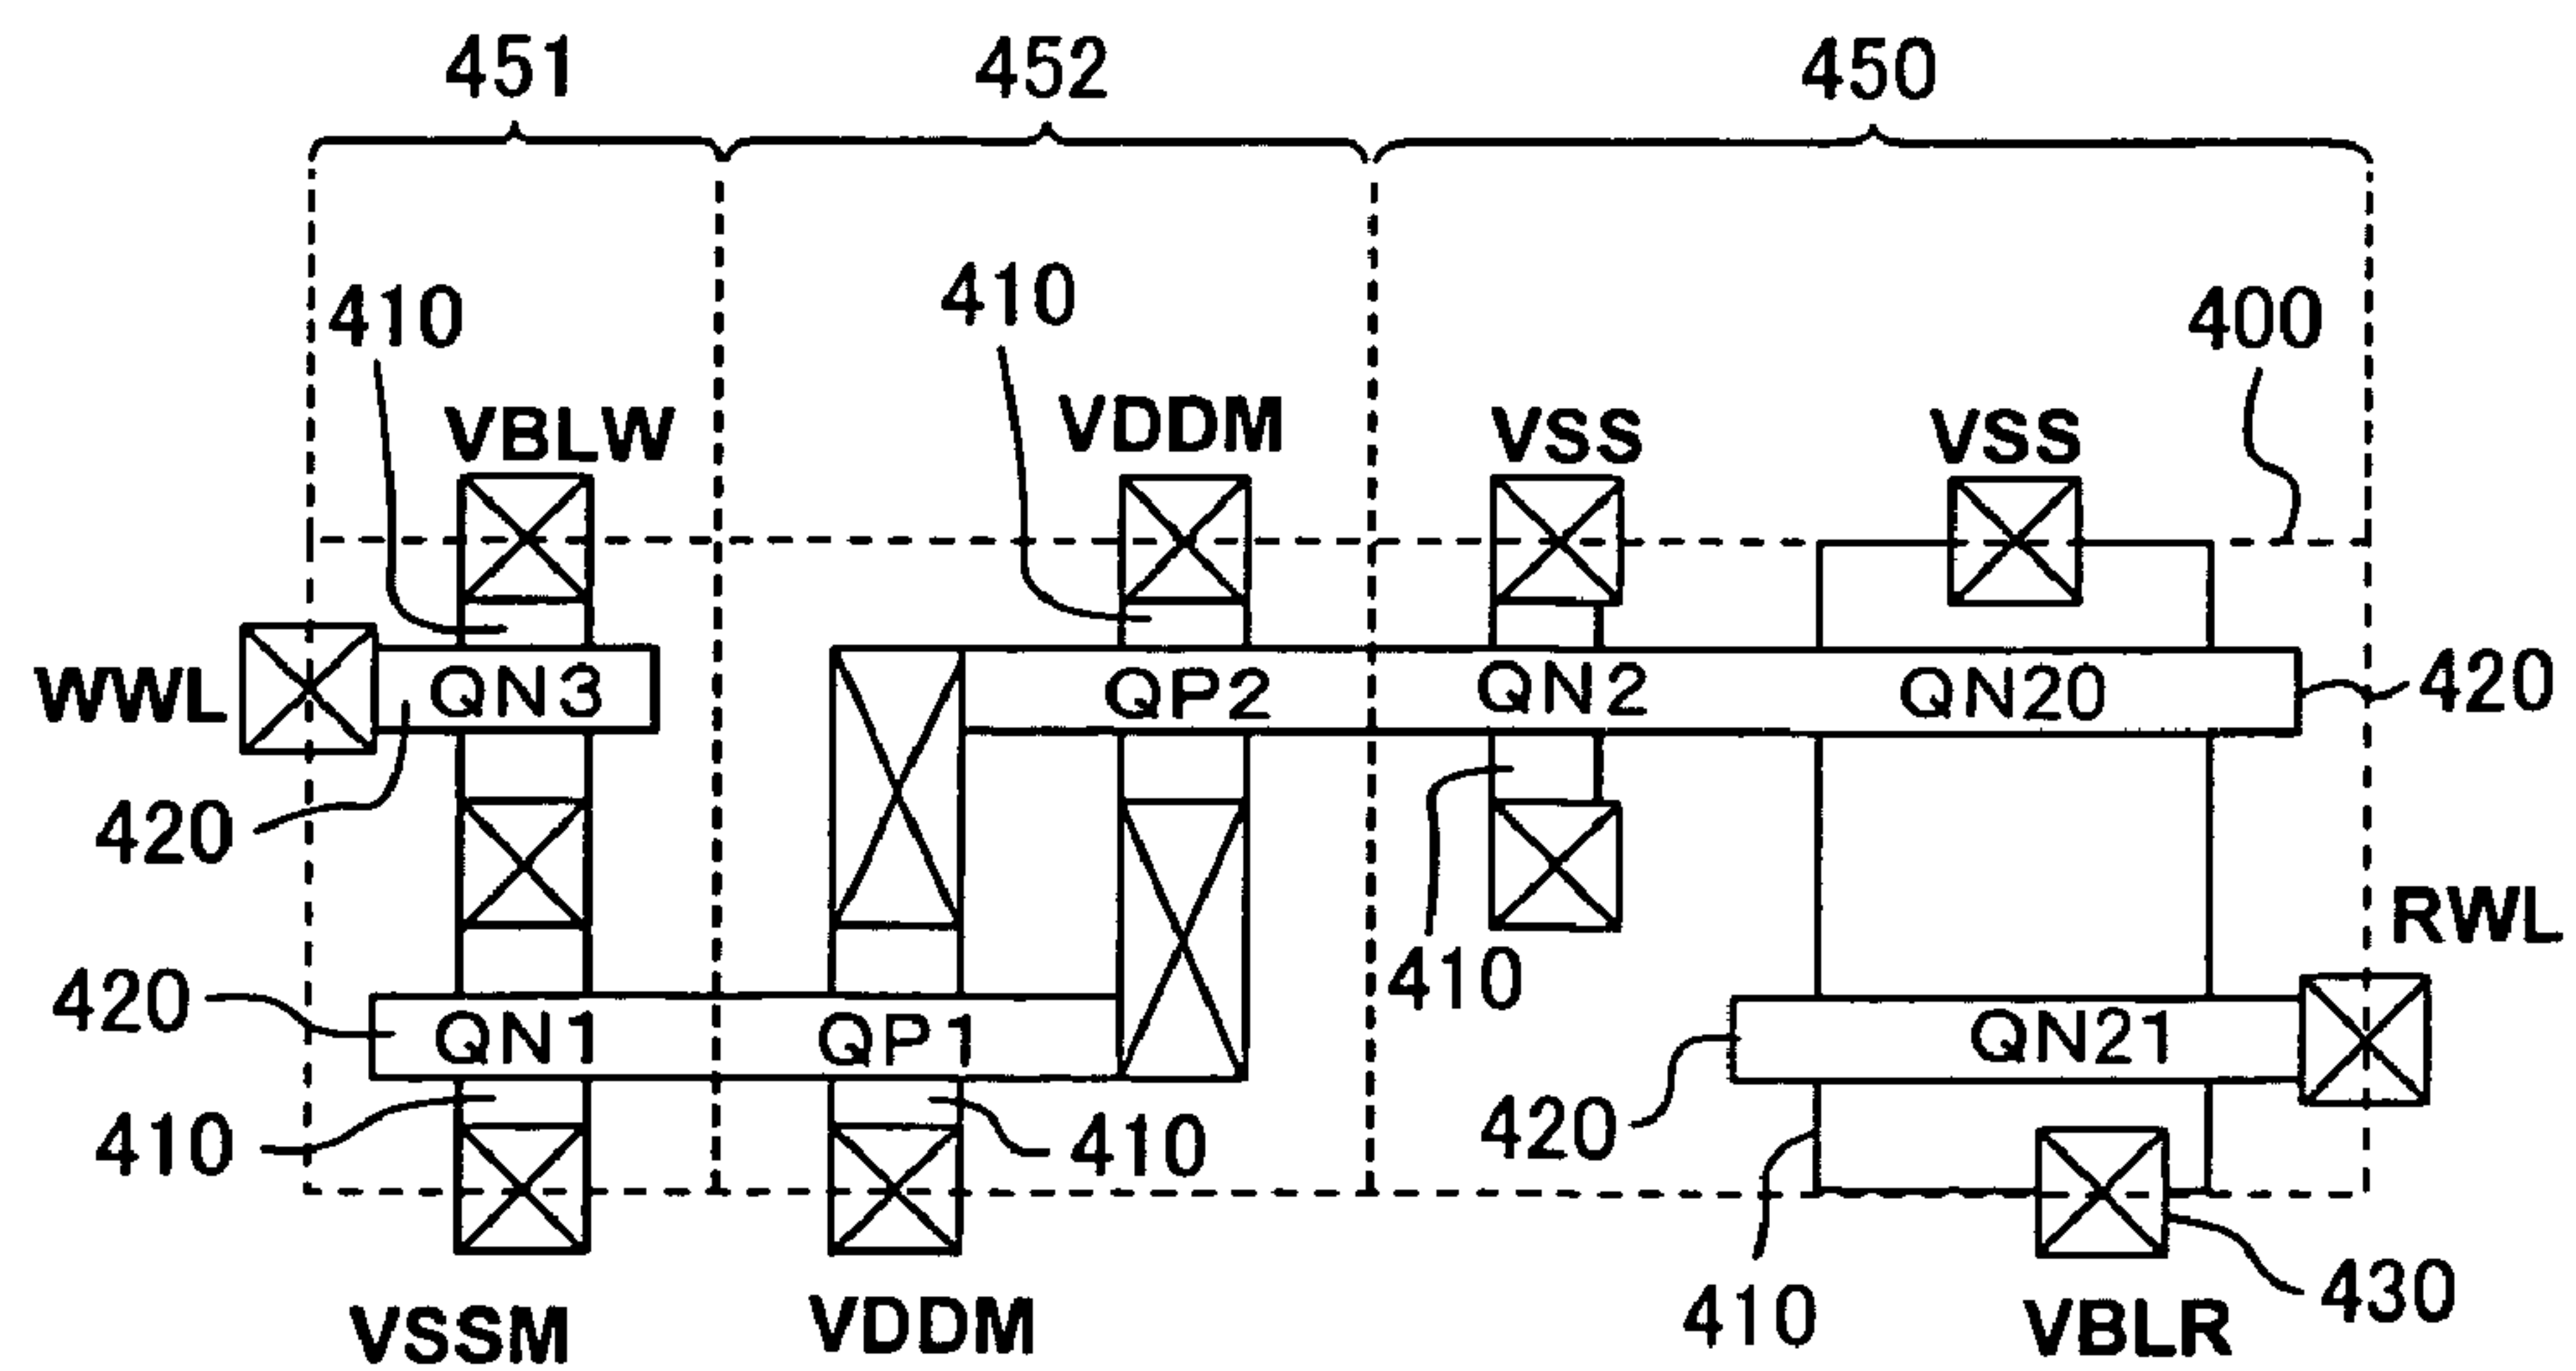 451 452 450
410 410 400
VBLW VDDM VSS VSS
WWL QN3 QP2 QN2 QN20 420
420
410 RWL
420 QN1 QP1 QN21
410 410 420
VSSM VDDM 410 VBLR 430